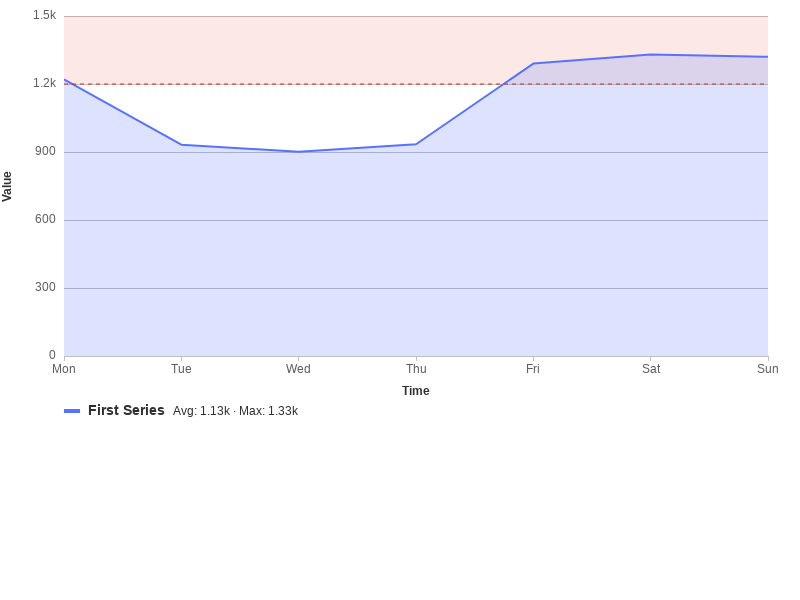 1.5k
1.2k
900
600
300
0
Value
Mon Tue Wed Thu Fri Sat Sun
Time
First Series Avg: 1.13k · Max: 1.33k